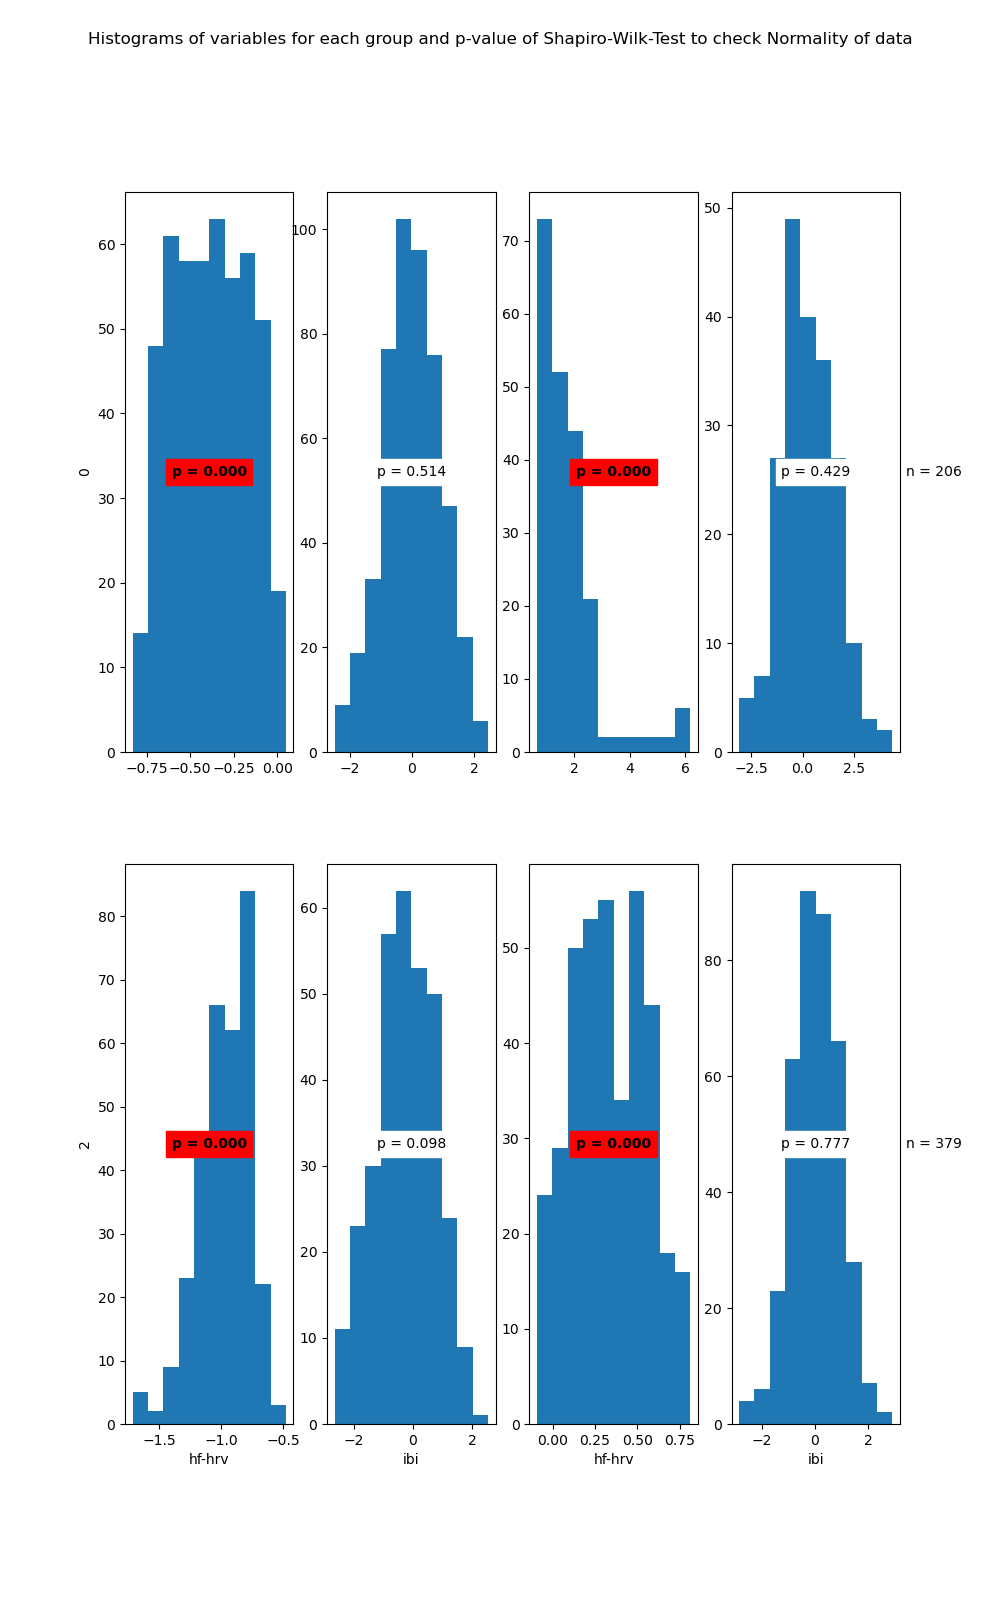 Histograms of variables for each group and p-value of Shapiro-Wilk-Test to check Normality of data
60
50
40
30
20
10
0
0
p = 0.000
−0.75 −0.50 −0.25 0.00
100
80
60
40
20
0
p = 0.514
−2 0 2
70
60
50
40
30
20
10
0
p = 0.000
2 4 6
50
40
30
20
10
0
p = 0.429
−2.5 0.0 2.5
n = 206
80
70
60
50
40
30
20
10
0
2
p = 0.000
−1.5 −1.0 −0.5
hf-hrv
60
50
40
30
20
10
0
p = 0.098
−2 0 2
ibi
50
40
30
20
10
0
p = 0.000
0.00 0.25 0.50 0.75
hf-hrv
80
60
40
20
0
p = 0.777
−2 0 2
ibi
n = 379